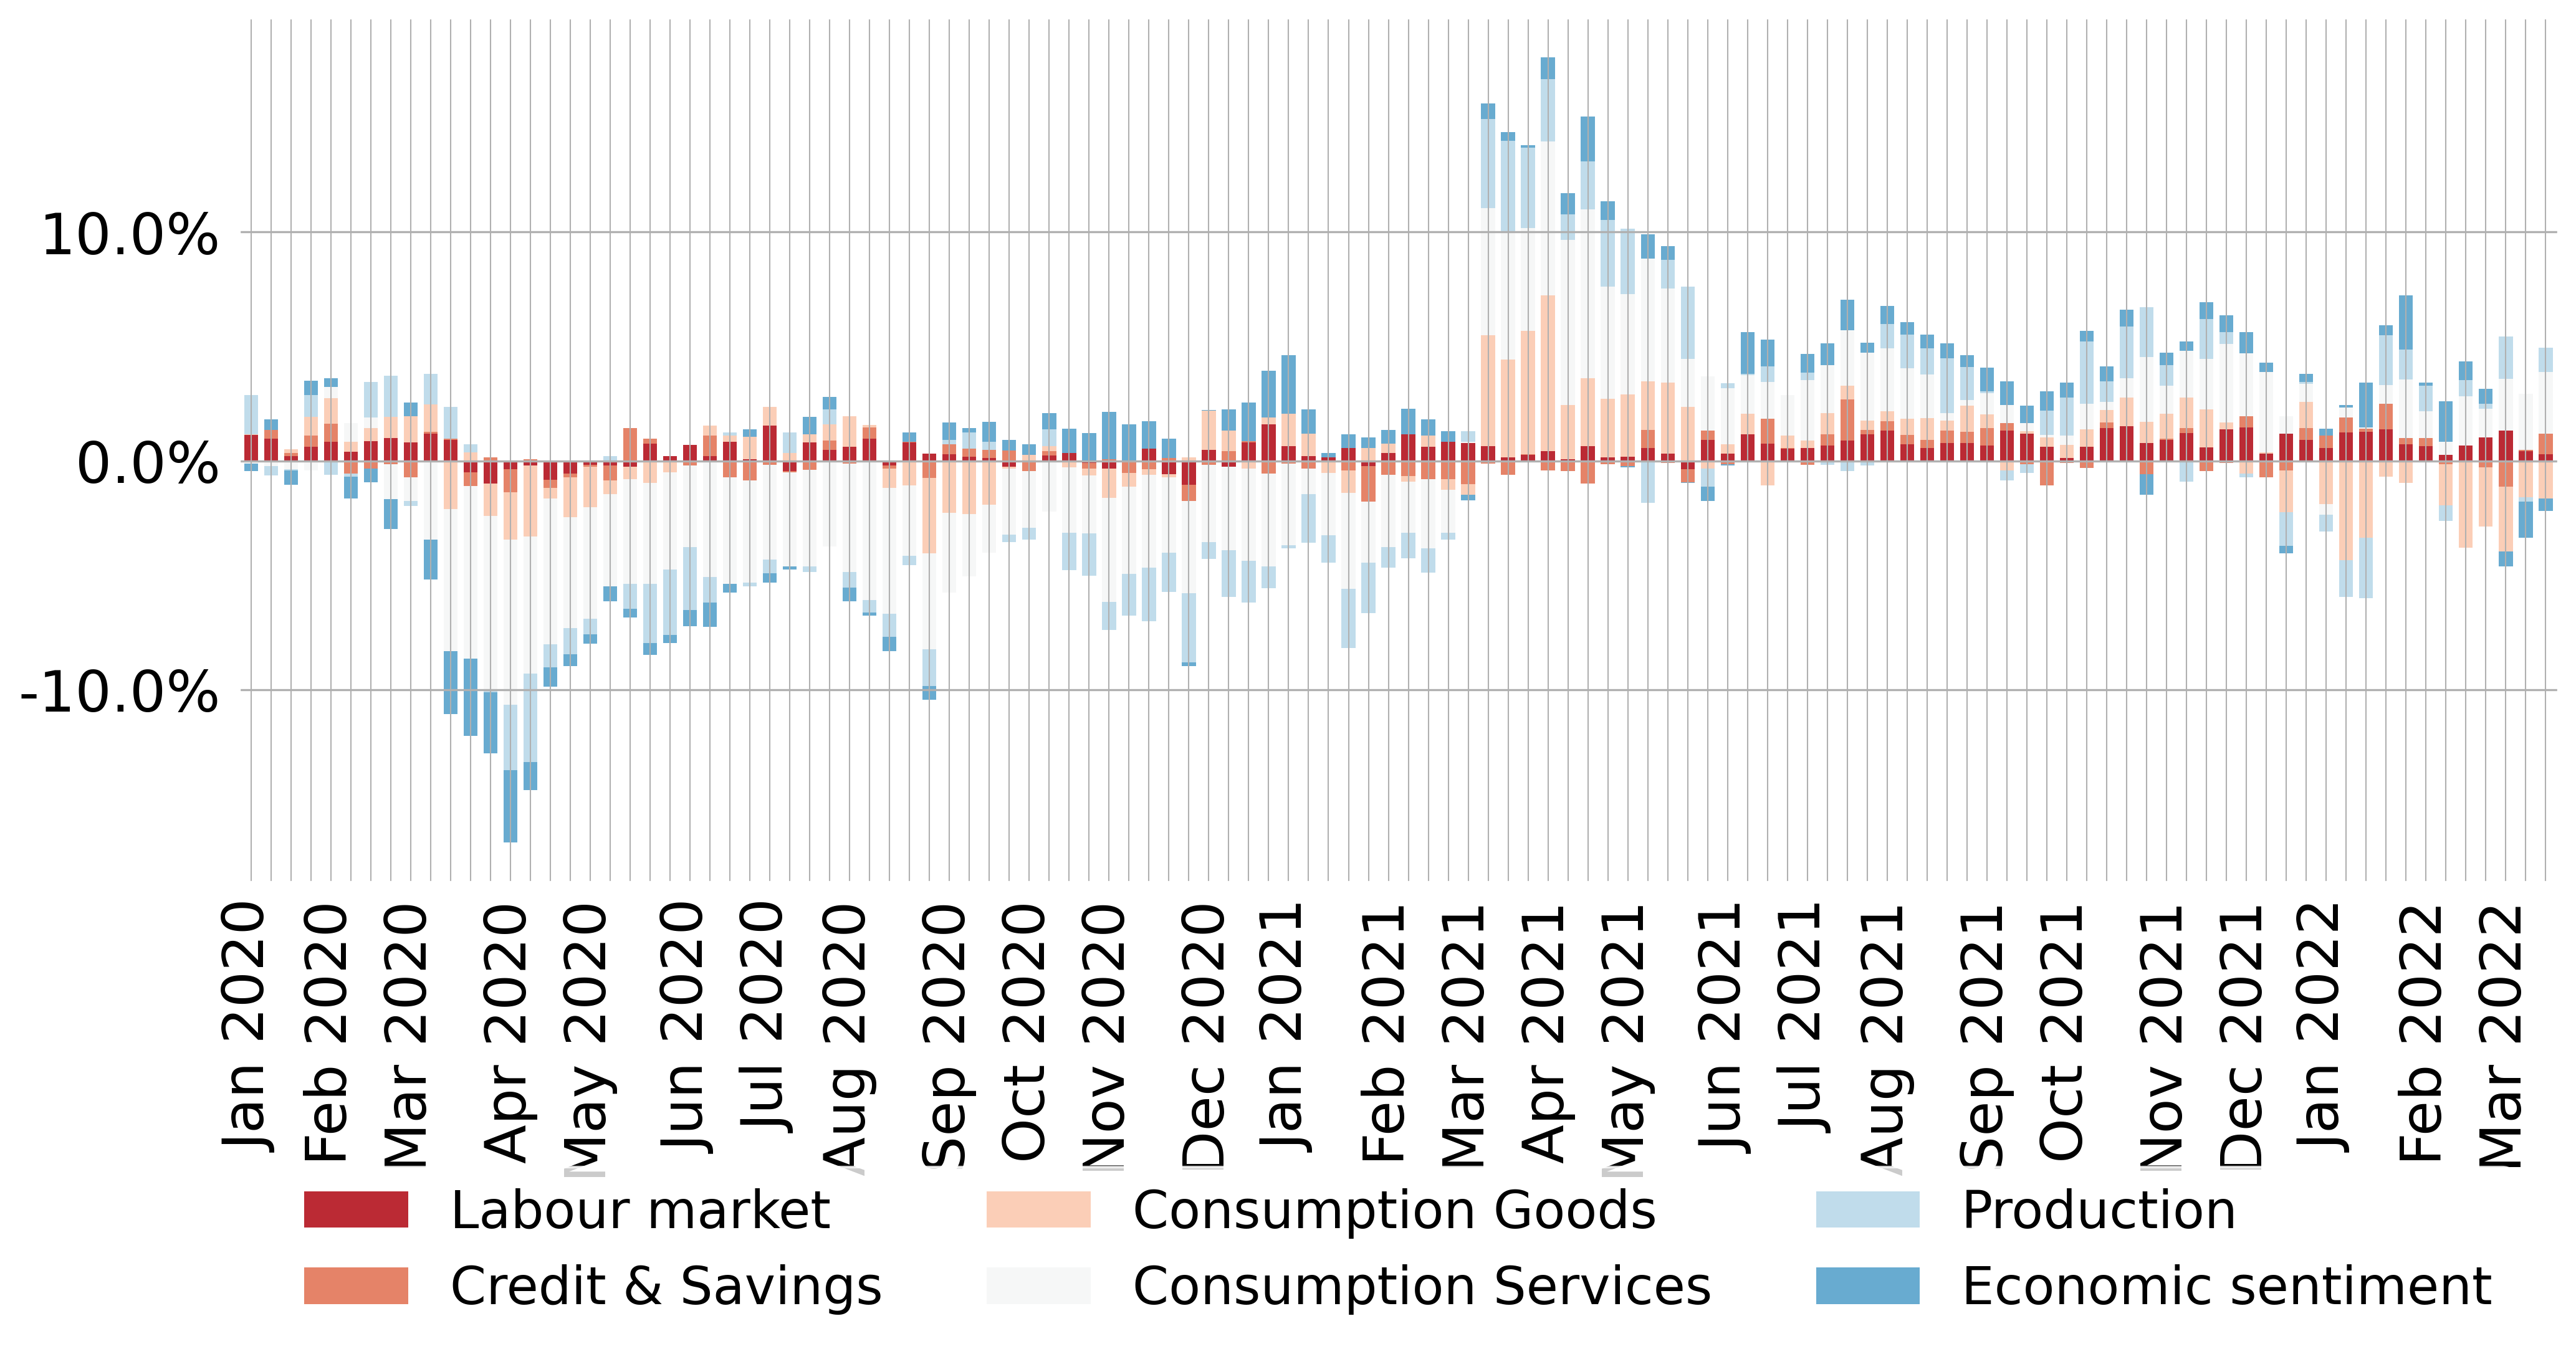 10.0%
0.0%
-10.0%
Jan 2020
Feb 2020
Mar 2020
Apr 2020
May 2020
Jun 2020
Jul 2020
Aug 2020
Sep 2020
Oct 2020
Nov 2020
Dec 2020
Jan 2021
Feb 2021
Mar 2021
Apr 2021
May 2021
Jun 2021
Jul 2021
Aug 2021
Sep 2021
Oct 2021
Nov 2021
Dec 2021
Jan 2022
Feb 2022
Mar 2022
Labour market
Credit & Savings
Consumption Goods
Consumption Services
Production
Economic sentiment